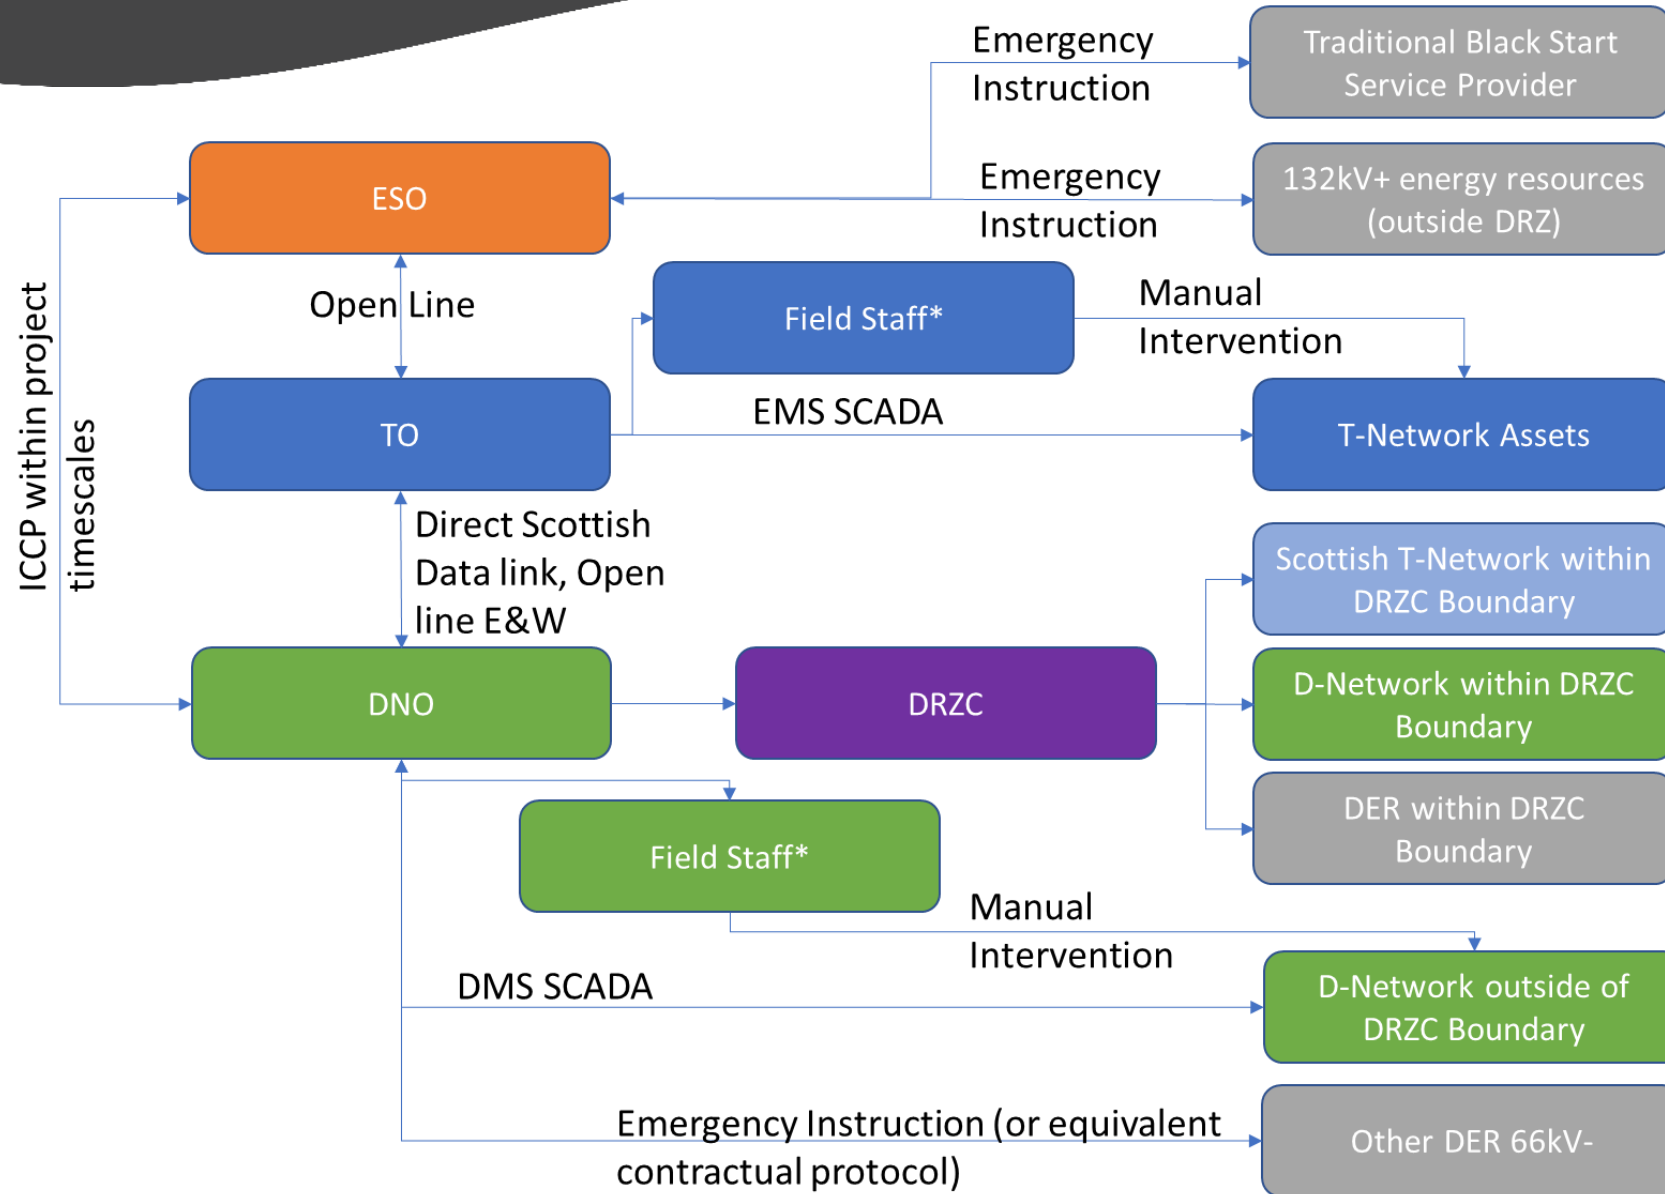 Emergency
Instruction
Traditional Black Start
Service Provider
ESO
Emergency
Instruction
132kV+ energy resources
(outside DRZ)
Open Line
Field Staff*
Manual
Intervention
ICCP within project
timescales
TO
EMS SCADA
T-Network Assets
Direct Scottish
Data link, Open
line E&W
Scottish T-Network within
DRZC Boundary
DNO
DRZC
D-Network within DRZC
Boundary
DER within DRZC
Boundary
Field Staff*
Manual
Intervention
DMS SCADA
D-Network outside of
DRZC Boundary
Emergency Instruction (or equivalent
contractual protocol)
Other DER 66kV-